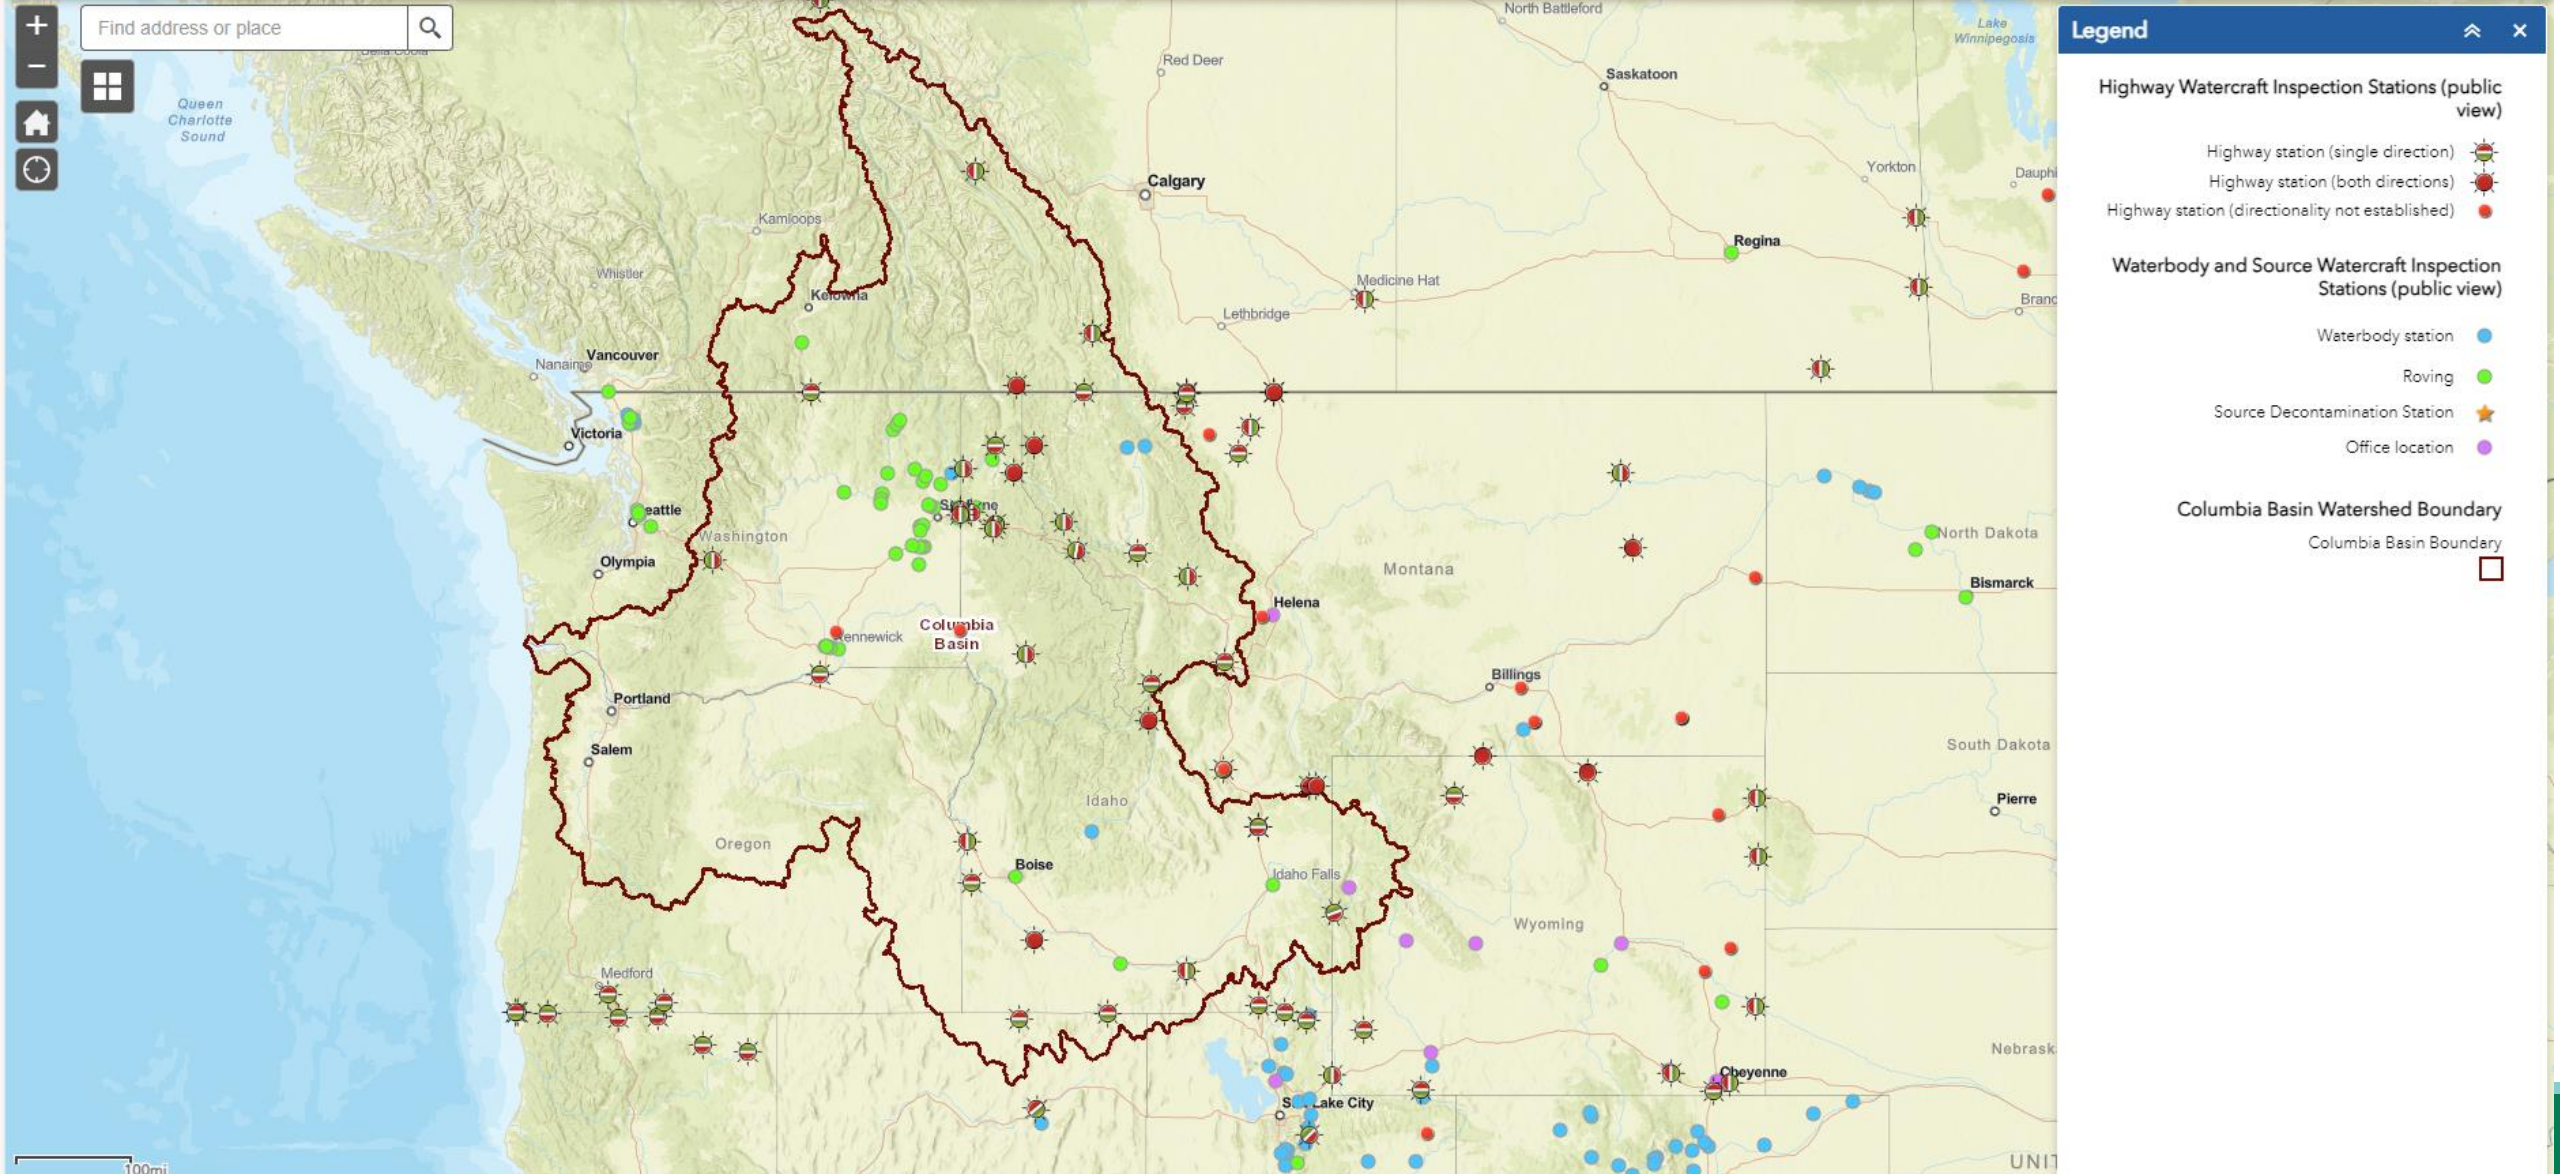 +
Find address or place
−
Queen
Charlotte
Sound
North Battleford
Lake
Winnipegosis
Red Deer
Saskatoon
Calgary
Yorkton
Dauphi
Kamloops
Whistler
Kelowna
Regina
Medicine Hat
Lethbridge
Brand
Vancouver
Nanaimo
Victoria
Seattle
Washington
Olympia
North Dakota
Bismarck
Montana
Helena
Columbia
Basin
Kennewick
Billings
Portland
Salem
South Dakota
Pierre
Idaho
Oregon
Boise
Idaho Falls
Wyoming
Medford
Nebrask
Cheyenne
Salt Lake City
UNIT
100mi
Legend
Highway Watercraft Inspection Stations (public
view)
Highway station (single direction)
Highway station (both directions)
Highway station (directionality not established)
Waterbody and Source Watercraft Inspection
Stations (public view)
Waterbody station
Roving
Source Decontamination Station
Office location
Columbia Basin Watershed Boundary
Columbia Basin Boundary